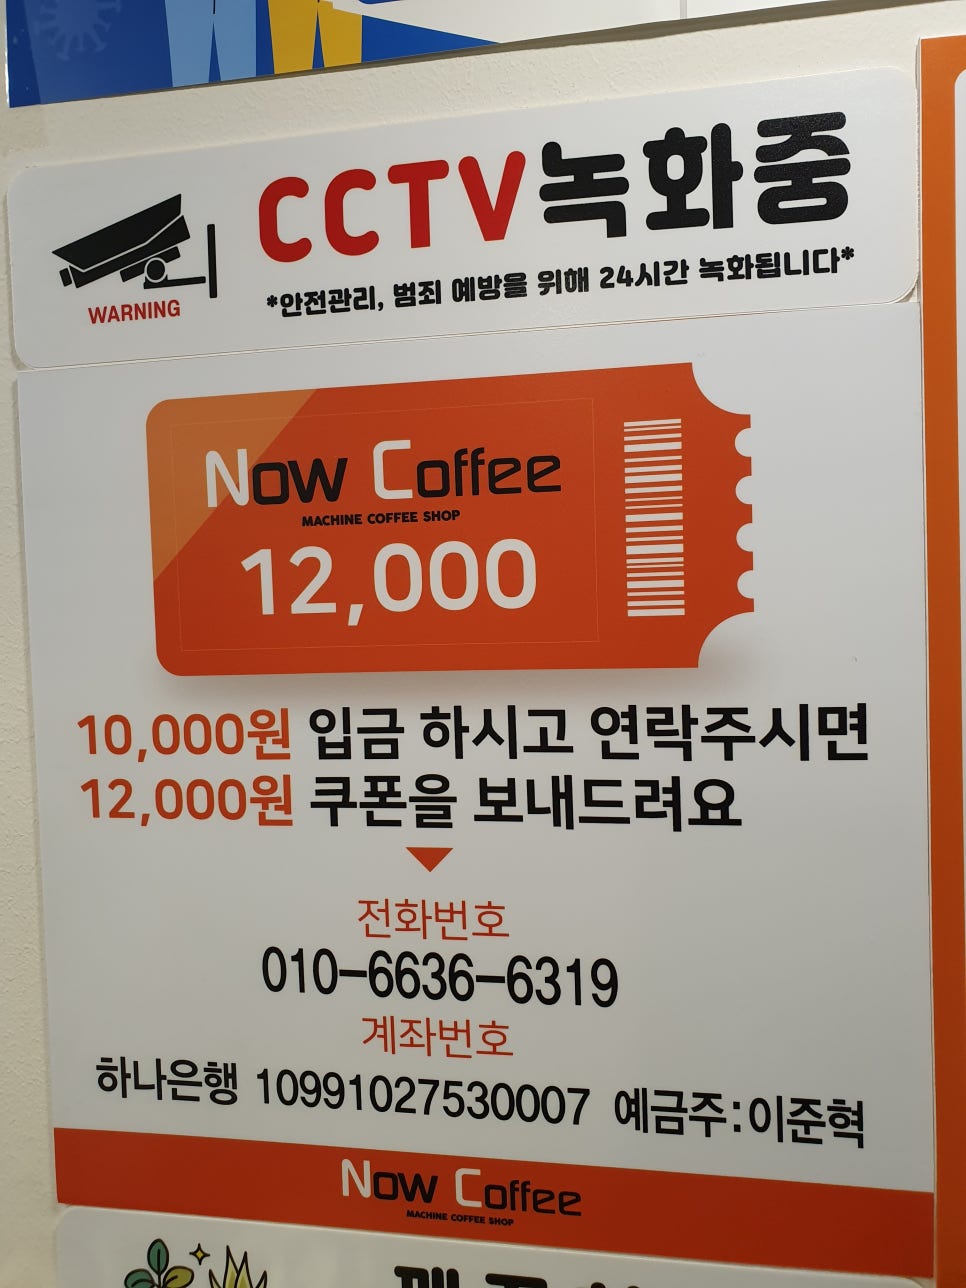 CCTV녹화중
WARNING
*안전관리, 범죄 예방을 위해 24시간 녹화됩니다*
Now Coffee
MACHINE COFFEE SHOP
12,000
10,000원 입금 하시고 연락주시면
12,000원 쿠폰을 보내드려요
전화번호
010-6636-6319
계좌번호
하나은행 10991027530007 예금주:이준혁
Now Coffee
MACHINE COFFEE SHOP